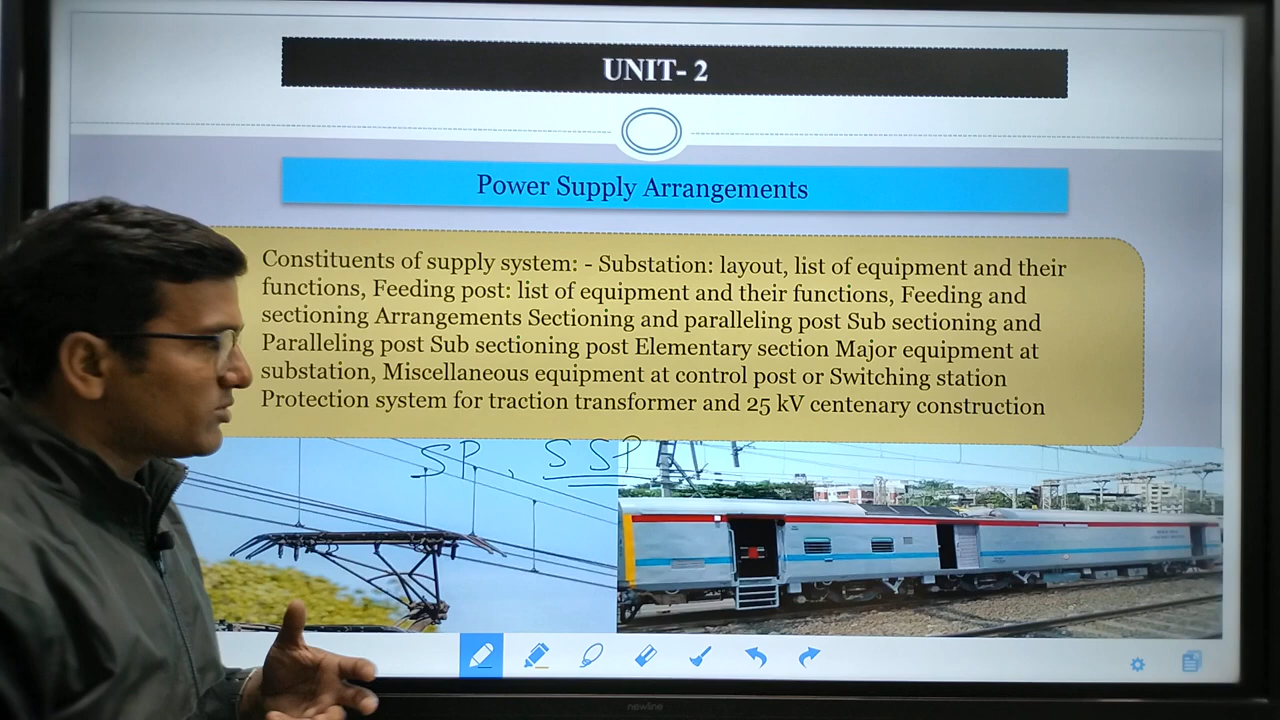 UNIT- 2
Power Supply Arrangements
Constituents of supply system: - Substation: layout, list of equipment and their
functions, Feeding post: list of equipment and their functions, Feeding and
sectioning Arrangements Sectioning and paralleling post Sub sectioning and
Paralleling post Sub sectioning post Elementary section Major equipment at
substation, Miscellaneous equipment at control post or Switching station
Protection system for traction transformer and 25 kV centenary construction
SP, SSP
newline